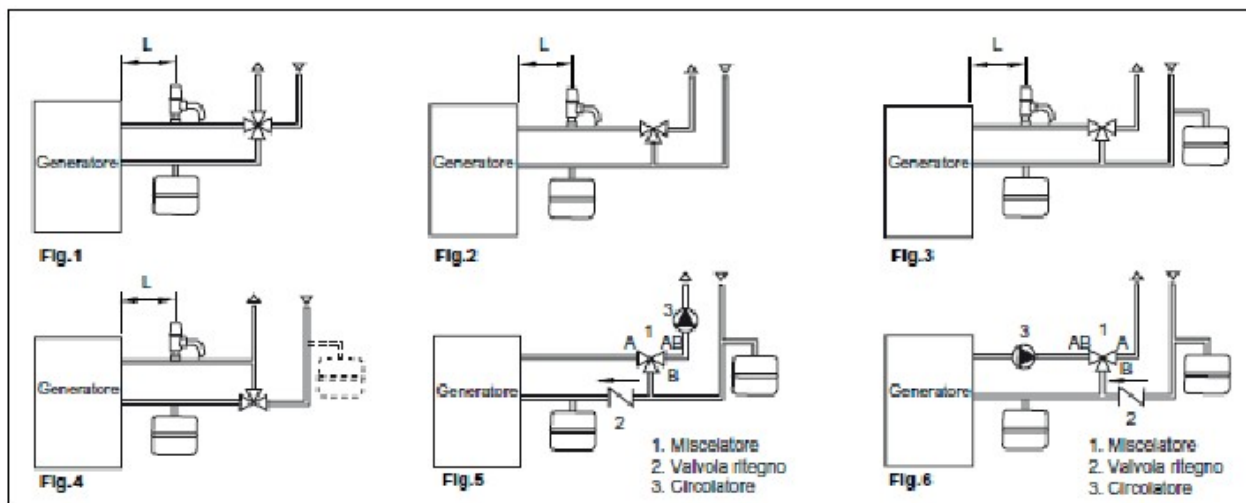 L
Generatore
Fig.1
L
Generatore
Fig.2
L
Generatore
Fig.3
L
Generatore
Fig.4
3
A 1 AB
B
Generatore
2
1. Miscelatore
2. Valvola ritegno
3. Circolatore
Fig.5
3 AB 1 A
B
Generatore
2
1. Miscelatore
2. Valvola ritegno
3. Circolatore
Fig.6